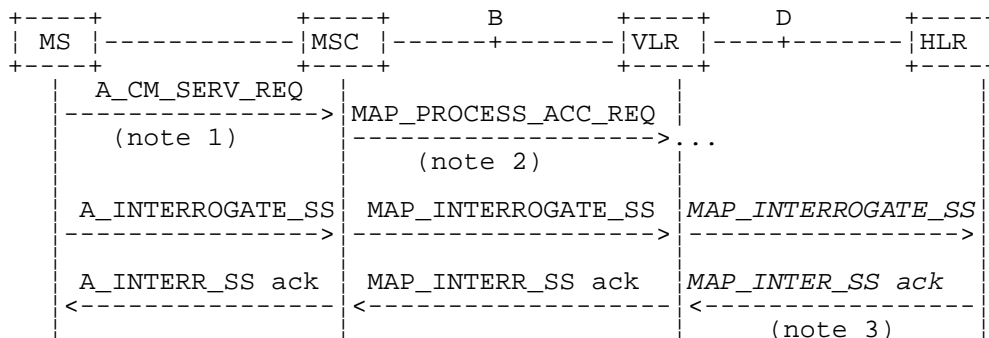 B D
MS MSC VLR HLR
A_CM_SERV_REQ
MAP_PROCESS_ACC_REQ
(note 1) ...
(note 2)
A_INTERROGATE_SS MAP_INTERROGATE_SS MAP_INTERROGATE_SS
A_INTERR_SS ack MAP_INTERR_SS ack MAP_INTER_SS ack
(note 3)